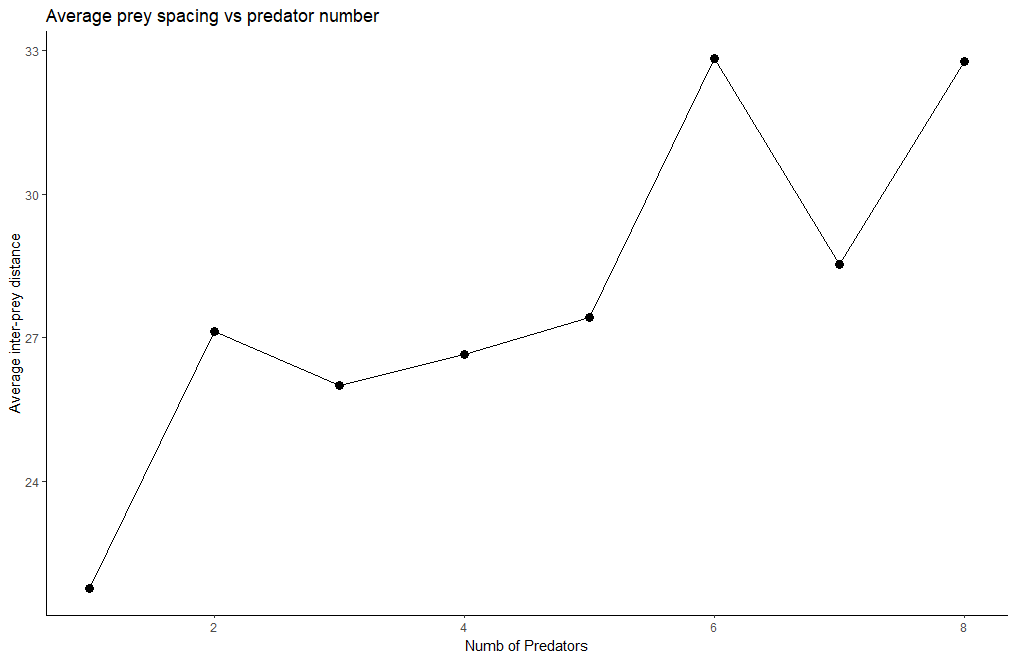 Average prey spacing vs predator number
33
30
27
24
Average inter-prey distance
2 4 6 8
Numb of Predators